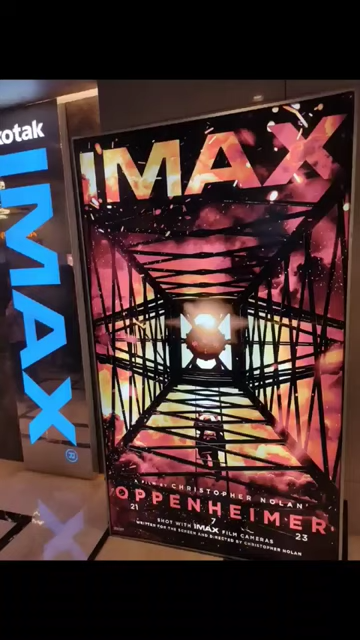 kotak
IMAX®
IMAX
A FILM BY CHRISTOPHER NOLAN
OPPENHEIMER
21 7 23
SHOT WITH IMAX FILM CAMERAS
WRITTEN FOR THE SCREEN AND DIRECTED BY CHRISTOPHER NOLAN